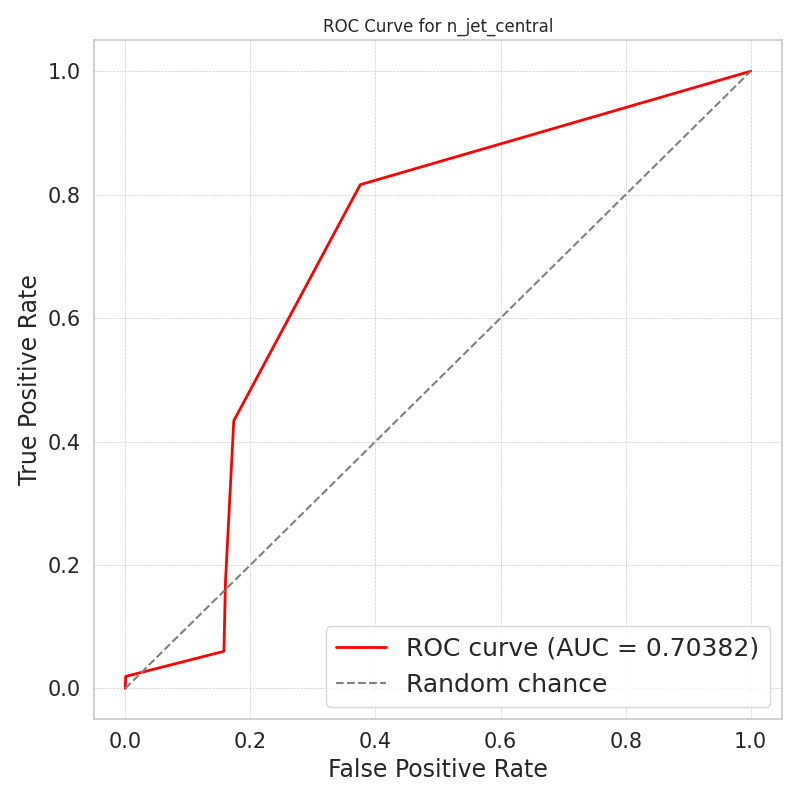 ROC Curve for n_jet_central
True Positive Rate
1.0
0.8
0.6
0.4
0.2
0.0
ROC curve (AUC = 0.70382)
Random chance
0.0 0.2 0.4 0.6 0.8 1.0
False Positive Rate